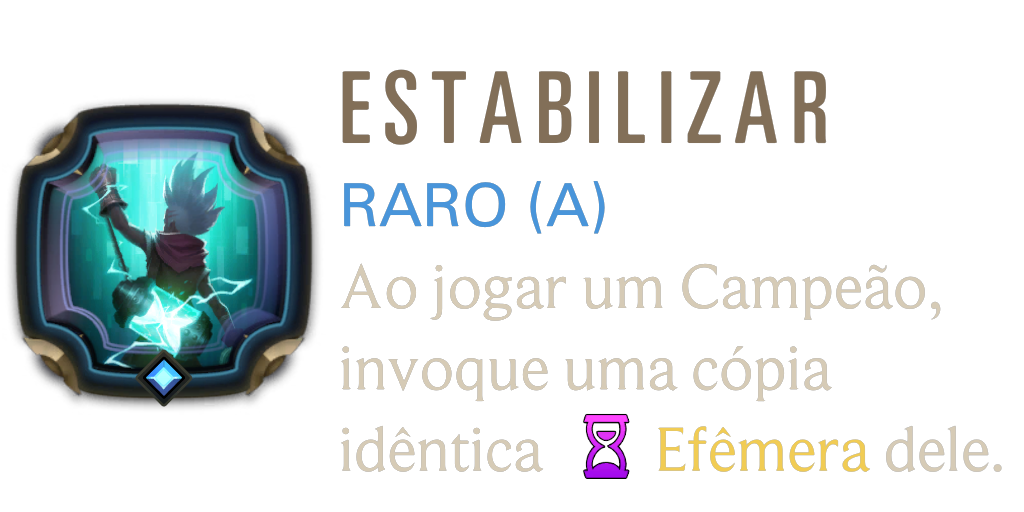 ESTABILIZAR
RARO (A)
Ao jogar um Campeão,
invoque uma cópia
idêntica Efêmera dele.